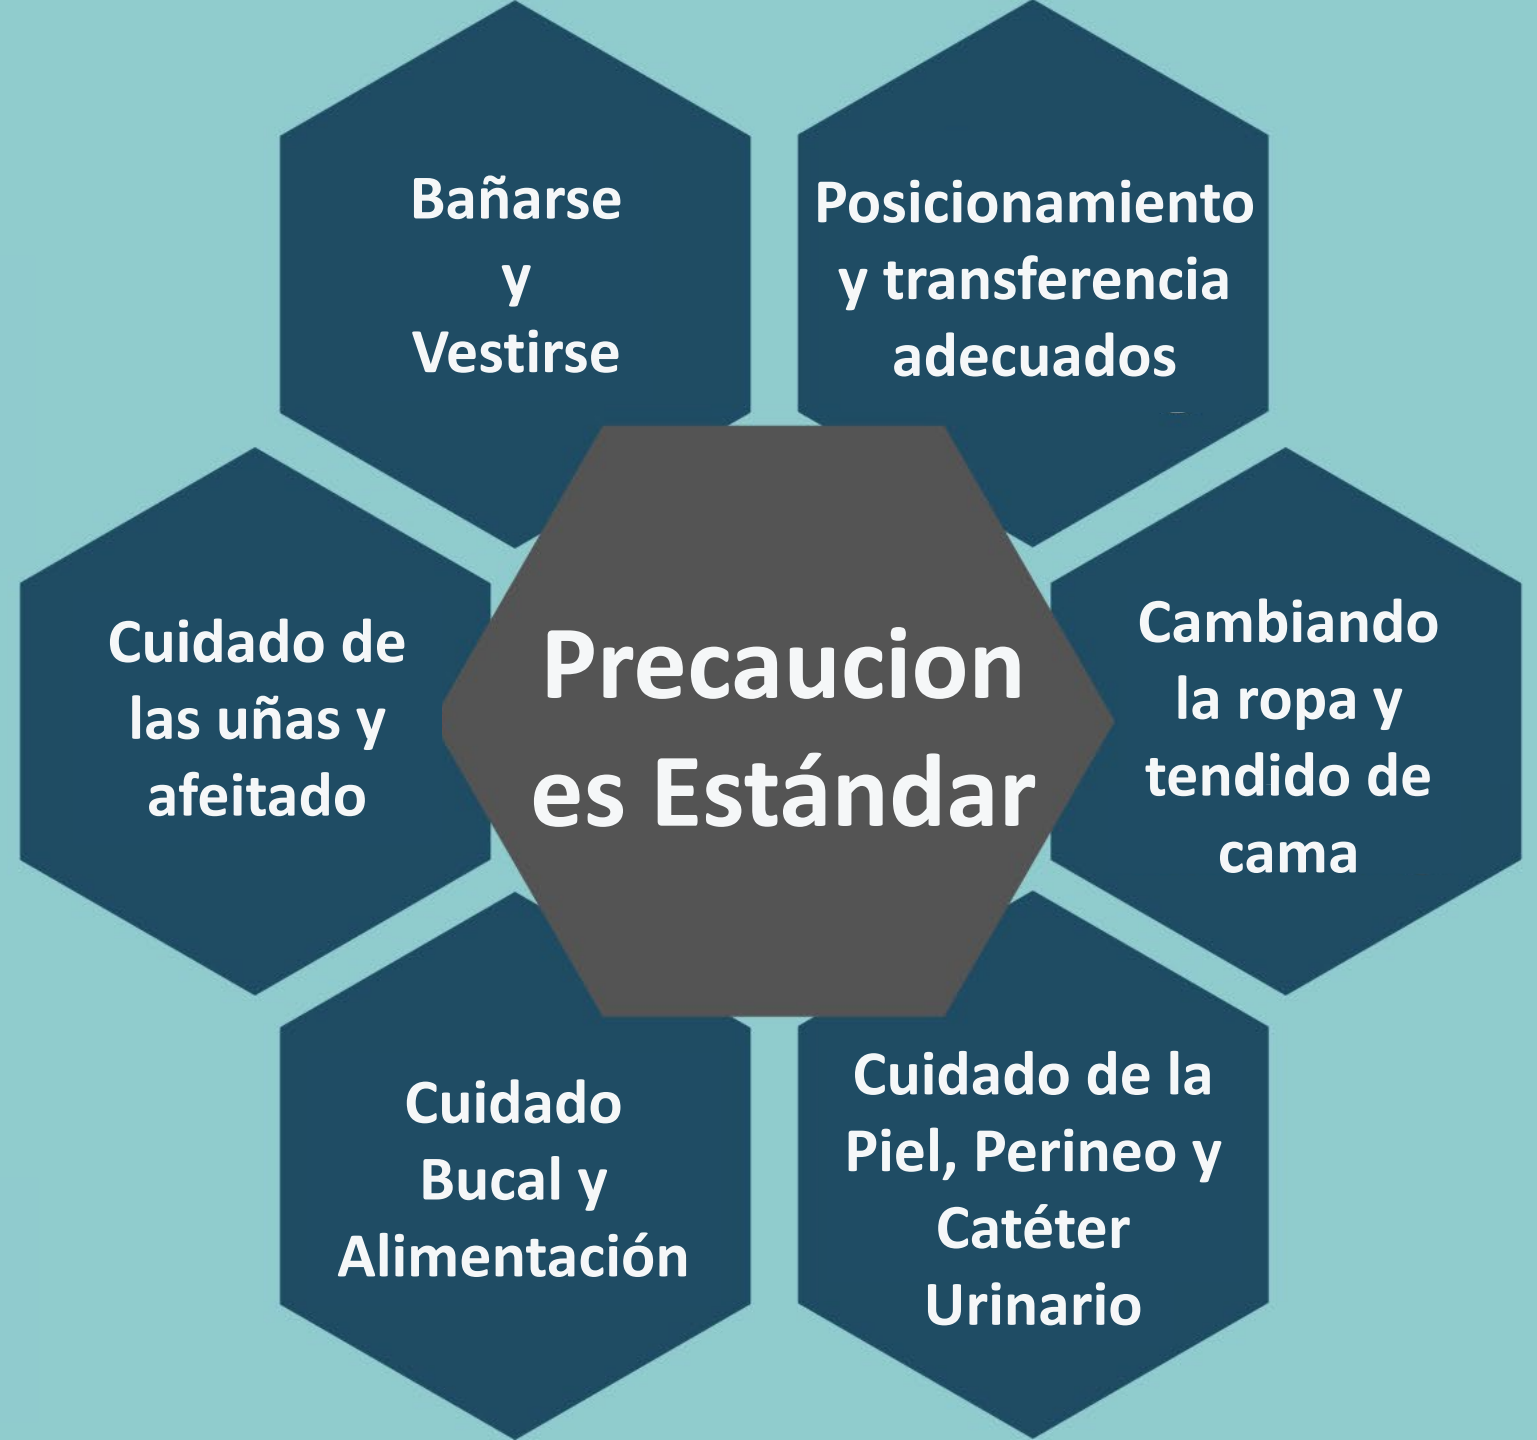 Bañarse
y
Vestirse
Posicionamiento
y transferencia
adecuados
Cuidado de
las uñas y
afeitado
Precaucion
es Estándar
Cambiando
la ropa y
tendido de
cama
Cuidado
Bucal y
Alimentación
Cuidado de la
Piel, Perineo y
Catéter
Urinario